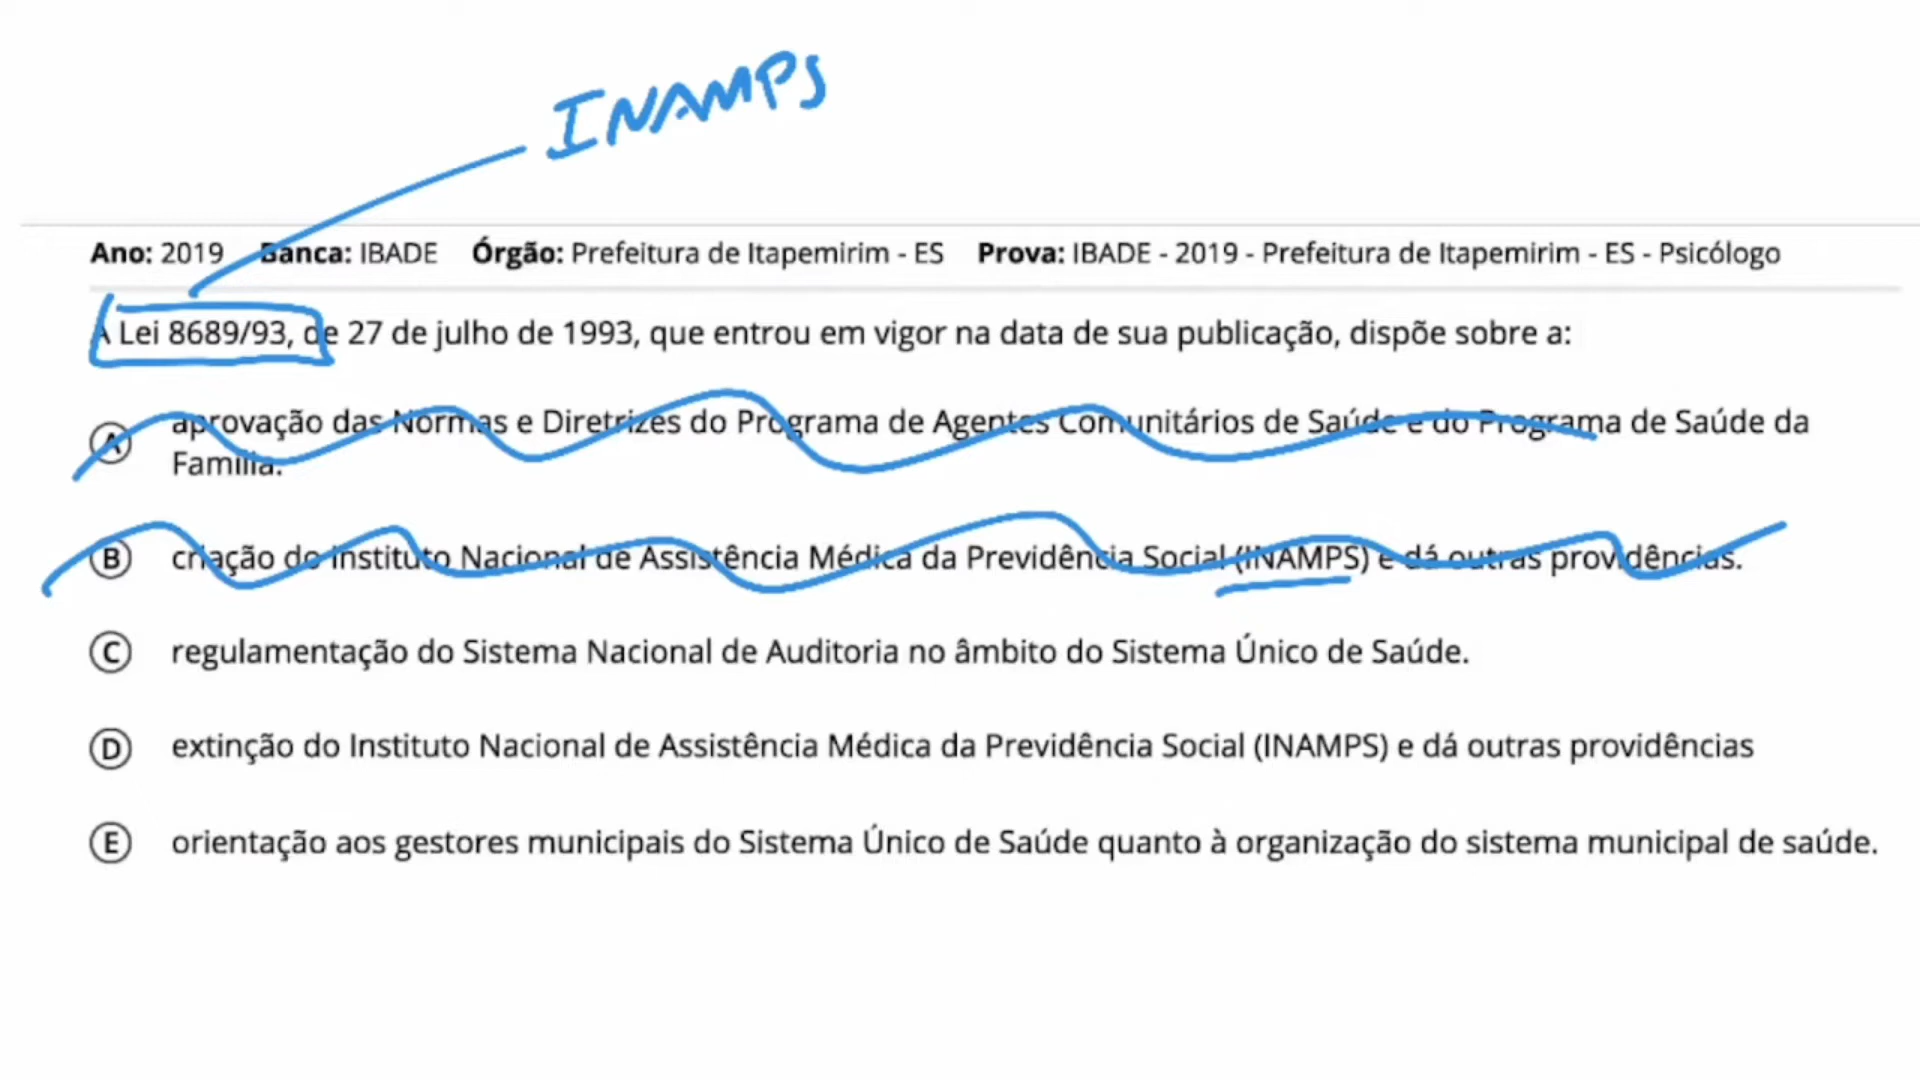 INAMPS
Ano: 2019 Banca: IBADE Órgão: Prefeitura de Itapemirim - ES Prova: IBADE - 2019 - Prefeitura de Itapemirim - ES - Psicólogo
A Lei 8689/93, de 27 de julho de 1993, que entrou em vigor na data de sua publicação, dispõe sobre a:
A aprovação das Normas e Diretrizes do Programa de Agentes Comunitários de Saúde e do Programa de Saúde da
Família.
B criação do Instituto Nacional de Assistência Médica da Previdência Social (INAMPS) e dá outras providências.
C regulamentação do Sistema Nacional de Auditoria no âmbito do Sistema Único de Saúde.
D extinção do Instituto Nacional de Assistência Médica da Previdência Social (INAMPS) e dá outras providências
E orientação aos gestores municipais do Sistema Único de Saúde quanto à organização do sistema municipal de saúde.